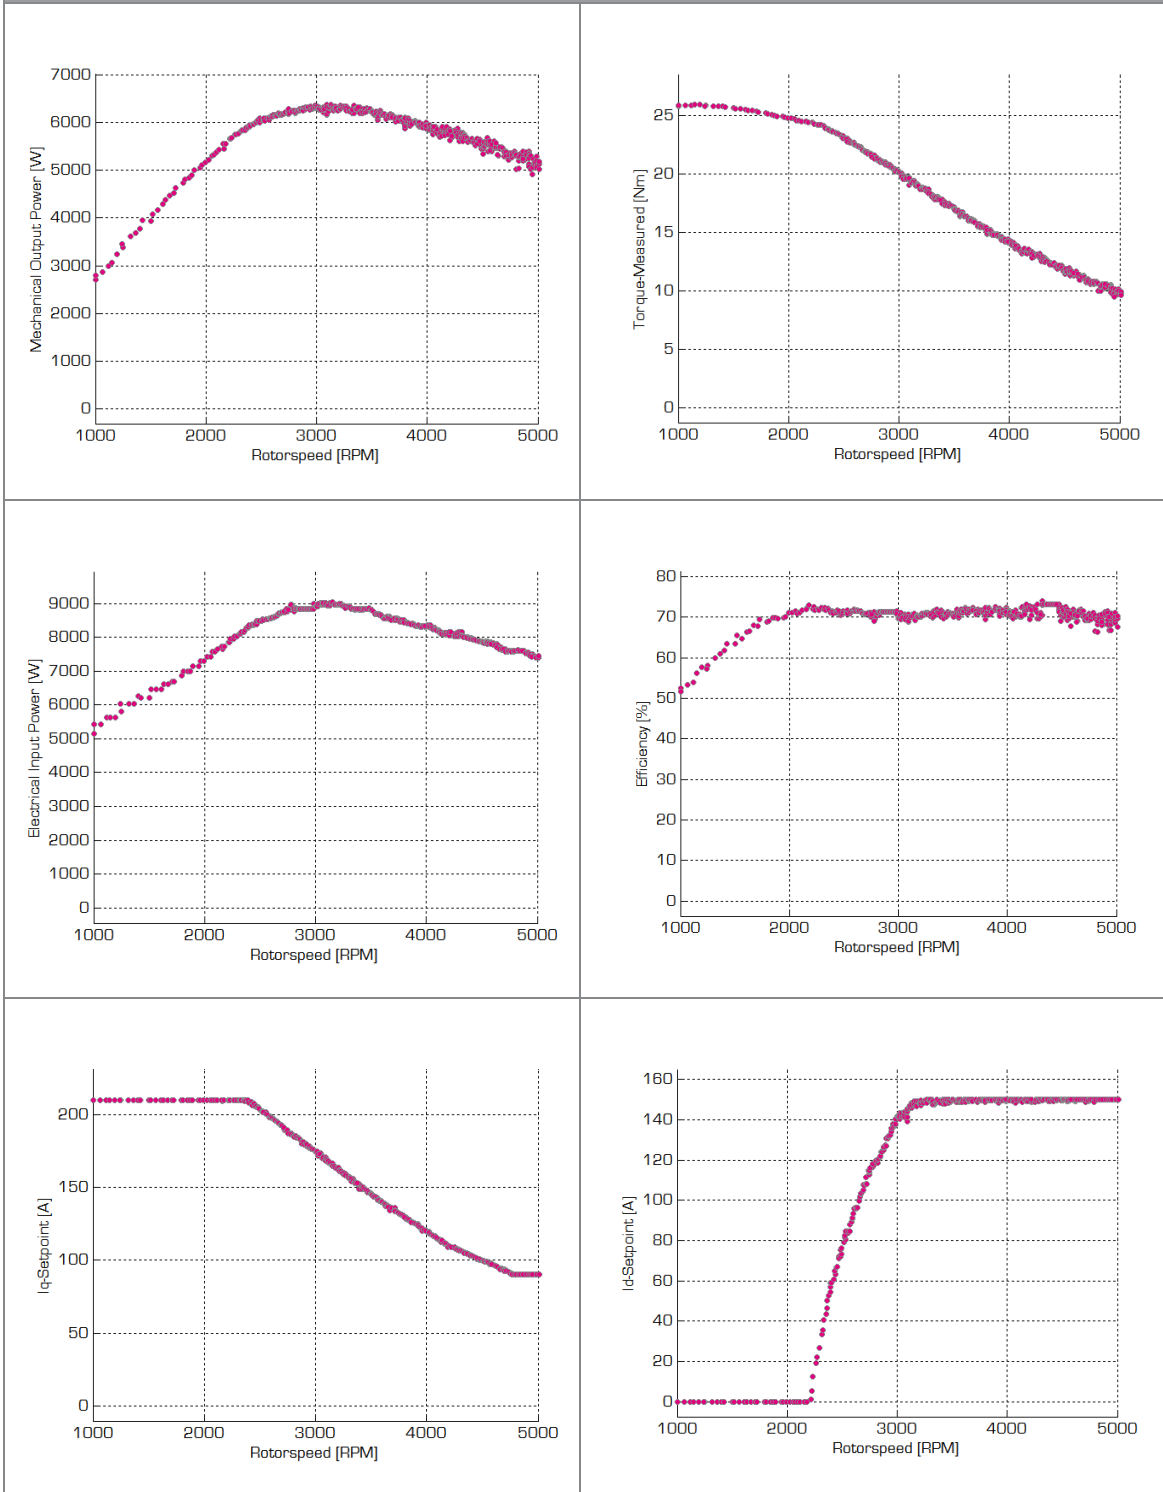 7000
6000
5000
4000
3000
2000
1000
0
Mechanical Output Power [W]
1000 2000 3000 4000 5000
Rotorspeed [RPM]
25
20
15
10
5
0
Torque-Measured [Nm]
1000 2000 3000 4000 5000
Rotorspeed [RPM]
9000
8000
7000
6000
5000
4000
3000
2000
1000
0
Electrical Input Power [W]
1000 2000 3000 4000 5000
Rotorspeed [RPM]
80
70
60
50
40
30
20
10
0
Efficiency [%]
1000 2000 3000 4000 5000
Rotorspeed [RPM]
200
150
100
50
0
Iq-Setpoint [A]
1000 2000 3000 4000 5000
Rotorspeed [RPM]
160
140
120
100
80
60
40
20
0
Id-Setpoint [A]
1000 2000 3000 4000 5000
Rotorspeed [RPM]